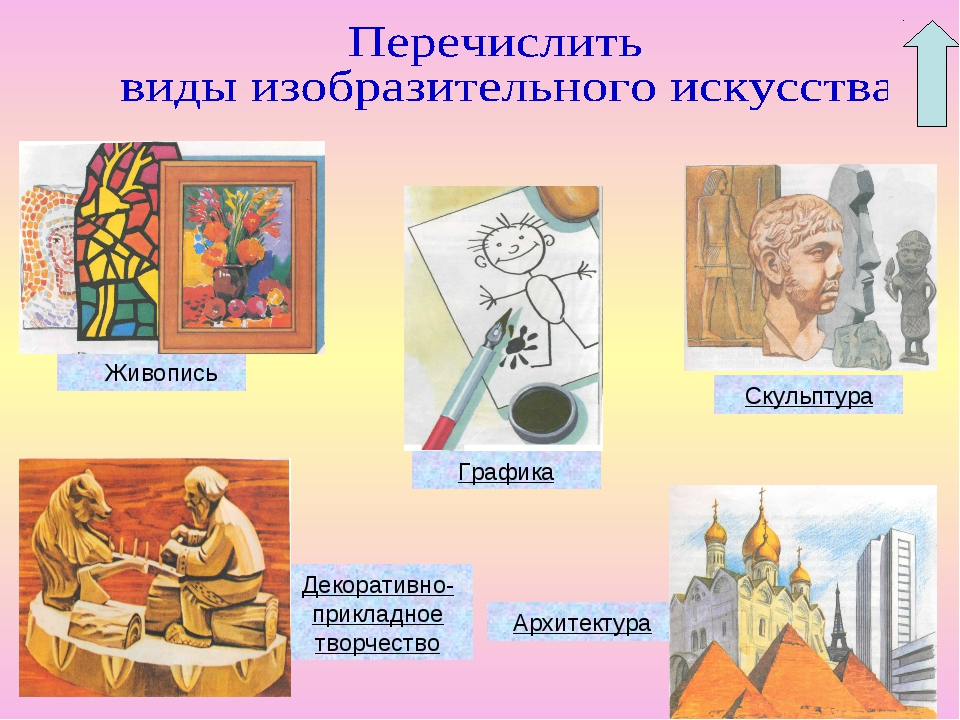 Перечислить
виды изобразительного искусства
Живопись
Графика
Скульптура
Декоративно-
прикладное
творчество
Архитектура